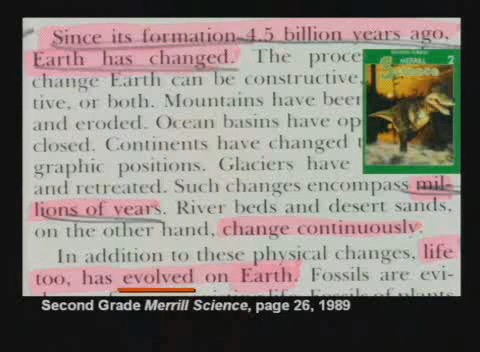 Since its formation 4.5 billion years ago,
Earth has changed. The proce
change Earth can be constructive,
tive, or both. Mountains have been
and eroded. Ocean basins have op
closed. Continents have changed t
graphic positions. Glaciers have
and retreated. Such changes encompass mil-
lions of years. River beds and desert sands,
on the other hand, change continuously.
In addition to these physical changes, life
too, has evolved on Earth. Fossils are evi-
MERRILL
Science
2
Second Grade Merrill Science, page 26, 1989